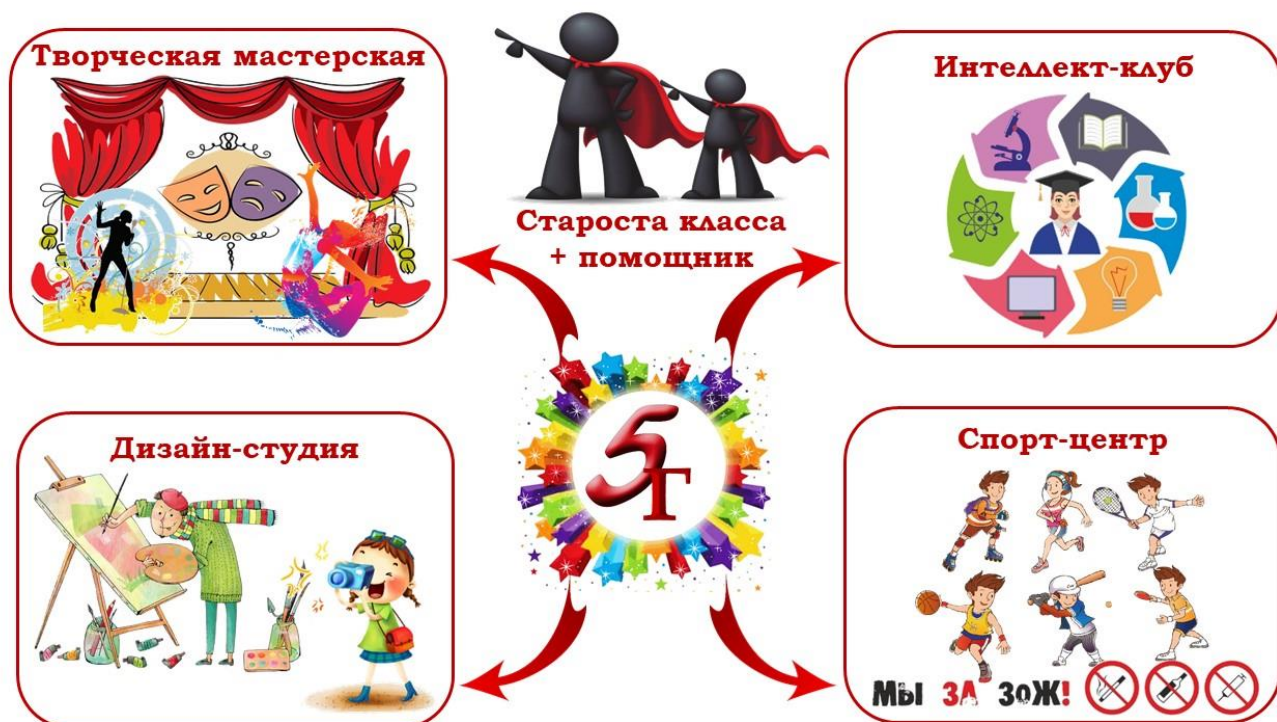 Творческая мастерская
Староста класса
+ помощник
Интеллект-клуб
5Г
Дизайн-студия
Спорт-центр
МЫ ЗА ЗОЖ!